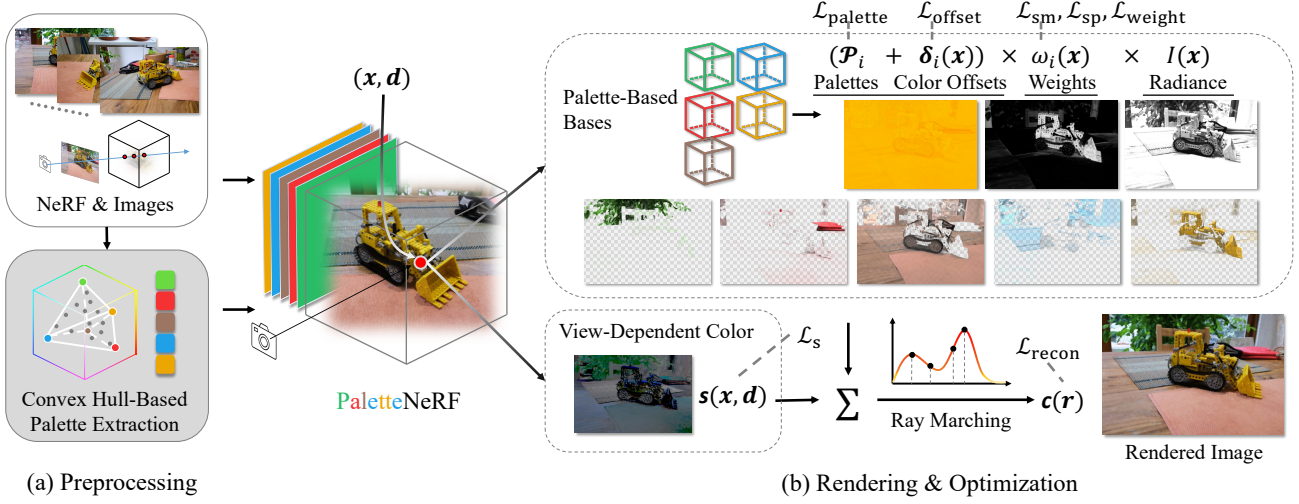 NeRF & Images
Convex Hull-Based
Palette Extraction
(a) Preprocessing
(x, d)
PaletteNeRF
ℒpalette ℒoffset ℒsm, ℒsp, ℒweight
(𝓟i + δi(x)) × ωi(x) × I(x)
Palettes Color Offsets Weights Radiance
Palette-Based
Bases
View-Dependent Color
ℒs
s(x, d)
∑
Ray Marching
ℒrecon
c(r)
Rendered Image
(b) Rendering & Optimization